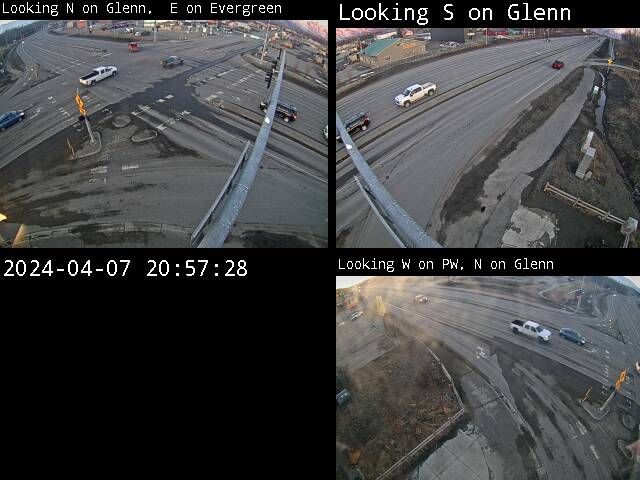 Looking N on Glenn, E on Evergreen
Looking S on Glenn
2024-04-07 20:57:28
Looking W on PW, N on Glenn